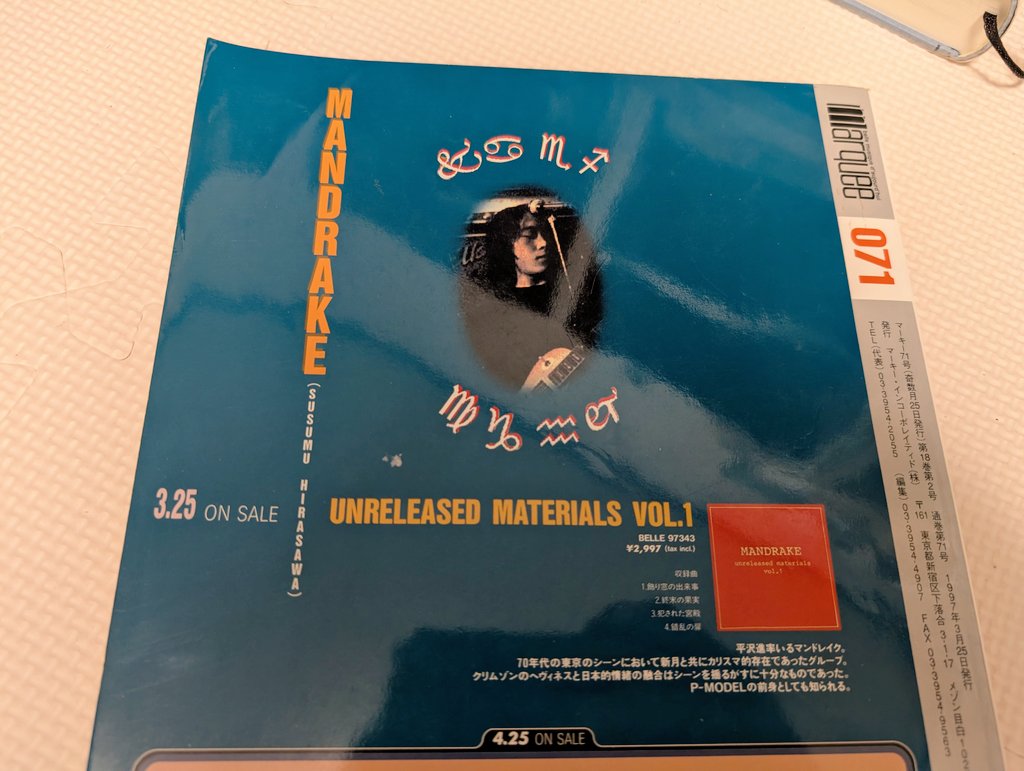 MANDRAKE
(SUSUMU HIRASAWA)
3.25 ON SALE
UNRELEASED MATERIALS VOL.1
BELLE 97343
¥2,997 (tax incl.)
収録曲
1.飾り窓の出来事
2.終末の果実
3.犯された宮殿
4.錯乱の扉
MANDRAKE
unreleased materials
vol.1
平沢進率いるマンドレイク。
70年代の東京のシーンにおいて新月と共にカリスマ的存在であったグループ。
クリムゾンのヘヴィネスと日本的情緒の融合はシーンを揺るがすに十分なものであった。
P-MODELの前身としても知られる。
4.25 ON SALE
marquee
071
マーキー71号(奇数月25日発行)第18巻第2号 通巻第71号 1997年3月25日発行
発行 マーキー・インコーポレイティド(株) 〒161 東京都新宿区下落合3-1-17 メゾン目白102
TEL(代表)03-3954-2055 (編集)03-3954-4907 FAX 03-3954-9563